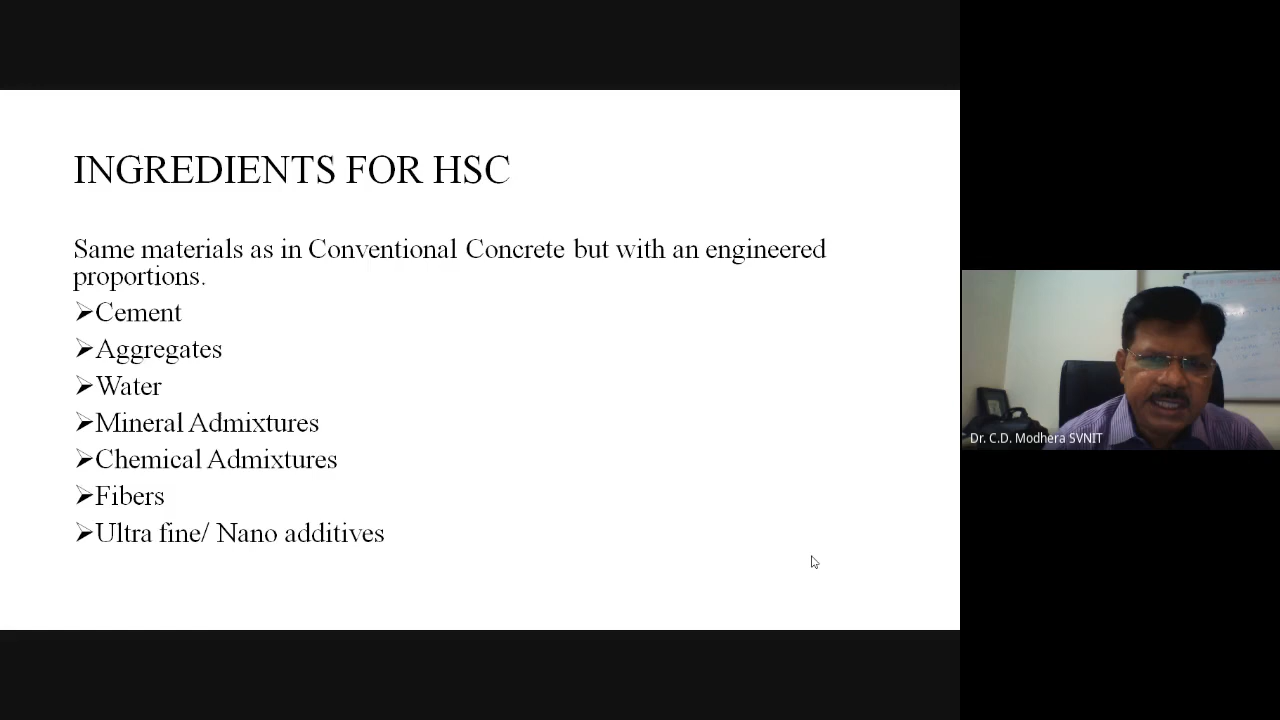 INGREDIENTS FOR HSC
Same materials as in Conventional Concrete but with an engineered
proportions.
➢Cement
➢Aggregates
➢Water
➢Mineral Admixtures
➢Chemical Admixtures
➢Fibers
➢Ultra fine/ Nano additives
Dr. C.D. Modhera SVNIT